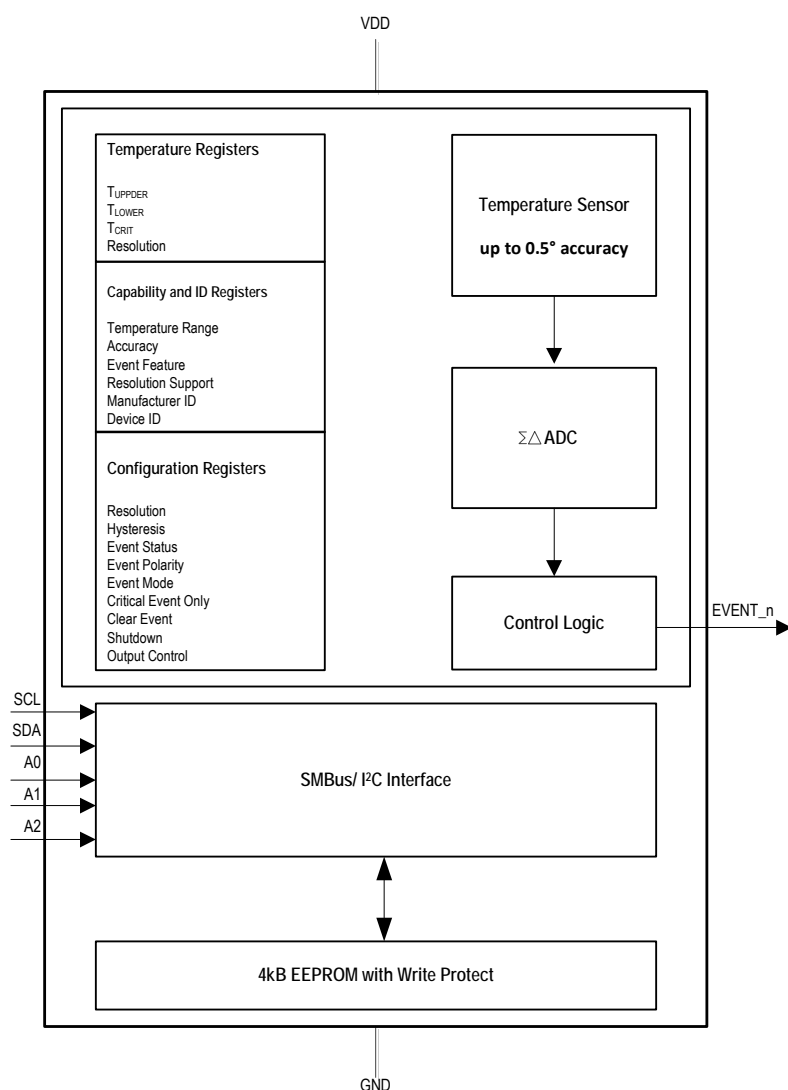 VDD
Temperature Registers
TUPPDER
TLOWER
TCRIT
Resolution
Capability and ID Registers
Temperature Range
Accuracy
Event Feature
Resolution Support
Manufacturer ID
Device ID
Configuration Registers
Resolution
Hysteresis
Event Status
Event Polarity
Event Mode
Critical Event Only
Clear Event
Shutdown
Output Control
Temperature Sensor
up to 0.5° accuracy
∑△ ADC
Control Logic
EVENT_n
SCL
SDA
A0
A1
A2
SMBus/ I²C Interface
4kB EEPROM with Write Protect
GND